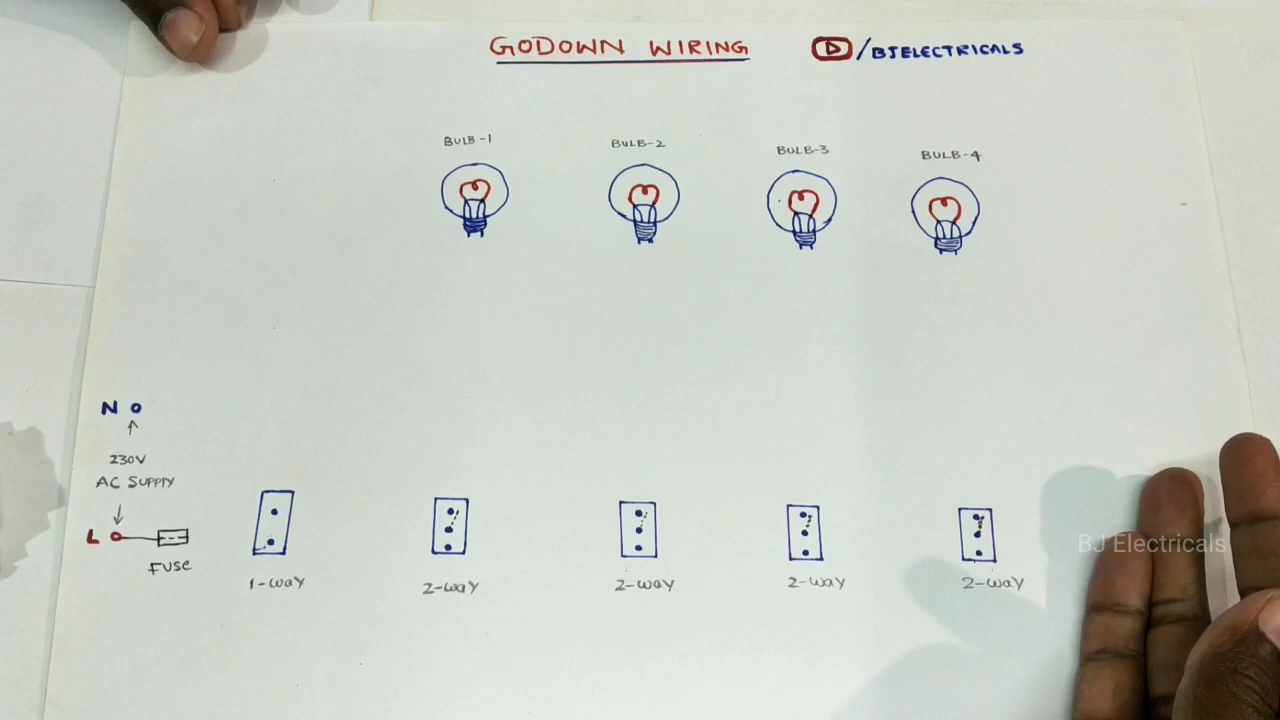 GODOWN WIRING
/BJELECTRICALS
BULB-1
BULB-2
BULB-3
BULB-4
N
230V
AC SUPPLY
L
FUSE
1-way
2-way
2-way
2-way
2-way
BJ Electricals